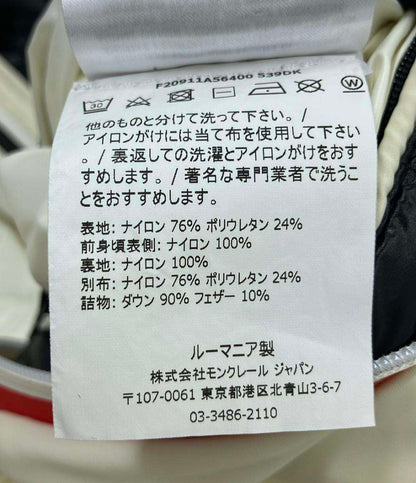 F20911A56400 539DK
30
W
他のものと分けて洗って下さい。/
アイロンがけには当て布を使用して下さい
。/ 裏返しての洗濯とアイロンがけをおす
すめします。/ 著名な専門業者で洗うこ
とをおすすめします。
表地: ナイロン 76% ポリウレタン 24%
前身頃表側: ナイロン 100%
裏地: ナイロン 100%
別布: ナイロン 76% ポリウレタン 24%
詰物: ダウン 90% フェザー 10%
ルーマニア製
株式会社モンクレール ジャパン
〒107-0061 東京都港区北青山3-6-7
03-3486-2110